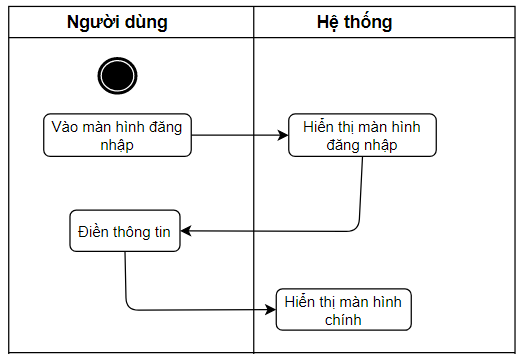 Người dùng
Hệ thống
Vào màn hình đăng
nhập
Hiển thị màn hình
đăng nhập
Điền thông tin
Hiển thị màn hình
chính